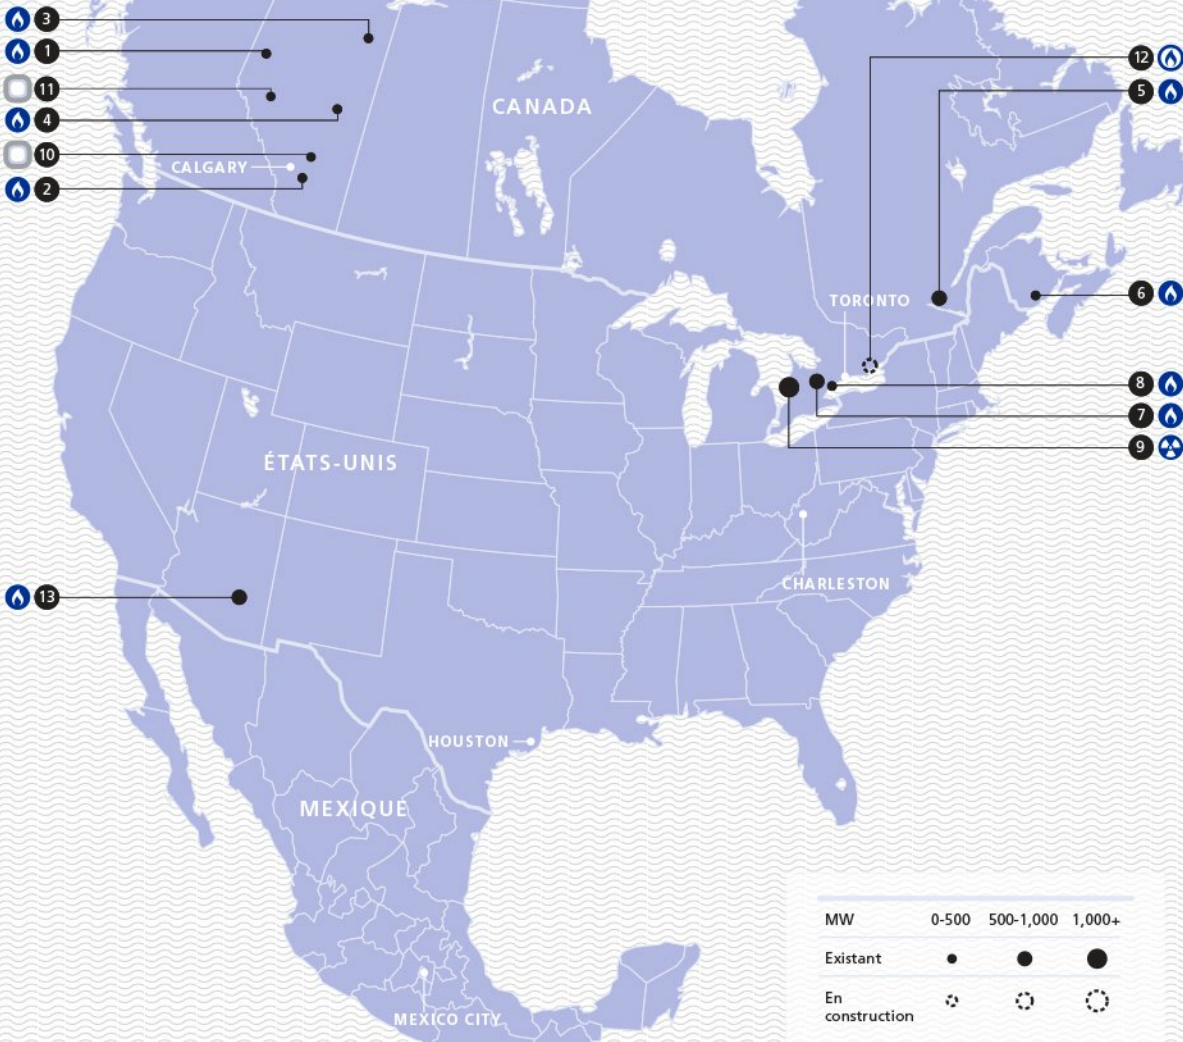 3
1
11
4
10
2
CALGARY
CANADA
12
5
TORONTO
6
8
7
9
ÉTATS-UNIS
CHARLESTON
13
HOUSTON
MEXIQUE
MEXICO CITY
MW 0-500 500-1,000 1,000+
Existant
En
construction